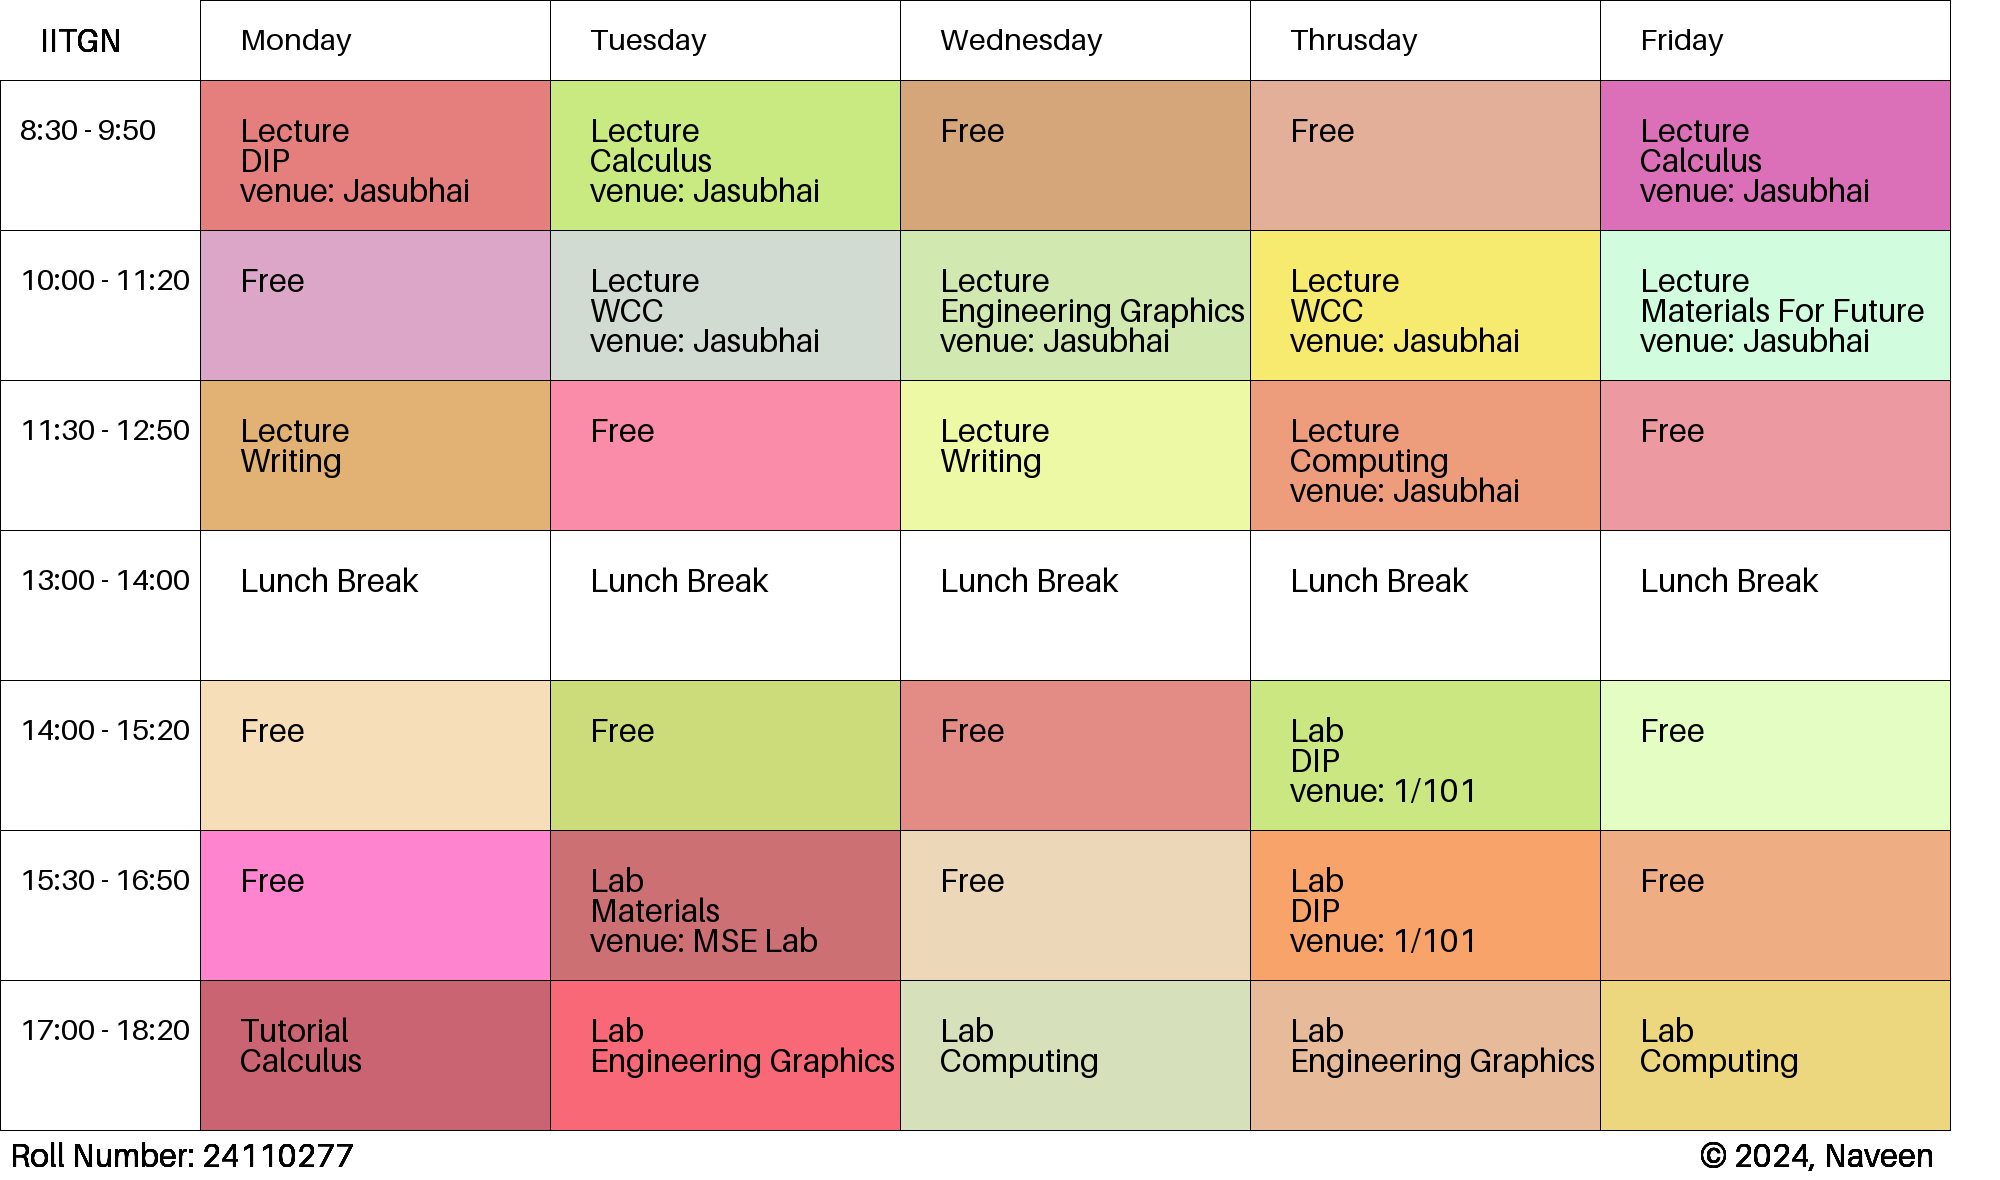 IITGN Monday Tuesday Wednesday Thrusday Friday
8:30 - 9:50
Lecture
DIP
venue: Jasubhai
Lecture
Calculus
venue: Jasubhai
Free
Free
Lecture
Calculus
venue: Jasubhai
10:00 - 11:20
Free
Lecture
WCC
venue: Jasubhai
Lecture
Engineering Graphics
venue: Jasubhai
Lecture
WCC
venue: Jasubhai
Lecture
Materials For Future
venue: Jasubhai
11:30 - 12:50
Lecture
Writing
Free
Lecture
Writing
Lecture
Computing
venue: Jasubhai
Free
13:00 - 14:00
Lunch Break
Lunch Break
Lunch Break
Lunch Break
Lunch Break
14:00 - 15:20
Free
Free
Free
Lab
DIP
venue: 1/101
Free
15:30 - 16:50
Free
Lab
Materials
venue: MSE Lab
Free
Lab
DIP
venue: 1/101
Free
17:00 - 18:20
Tutorial
Calculus
Lab
Engineering Graphics
Lab
Computing
Lab
Engineering Graphics
Lab
Computing
Roll Number: 24110277
© 2024, Naveen